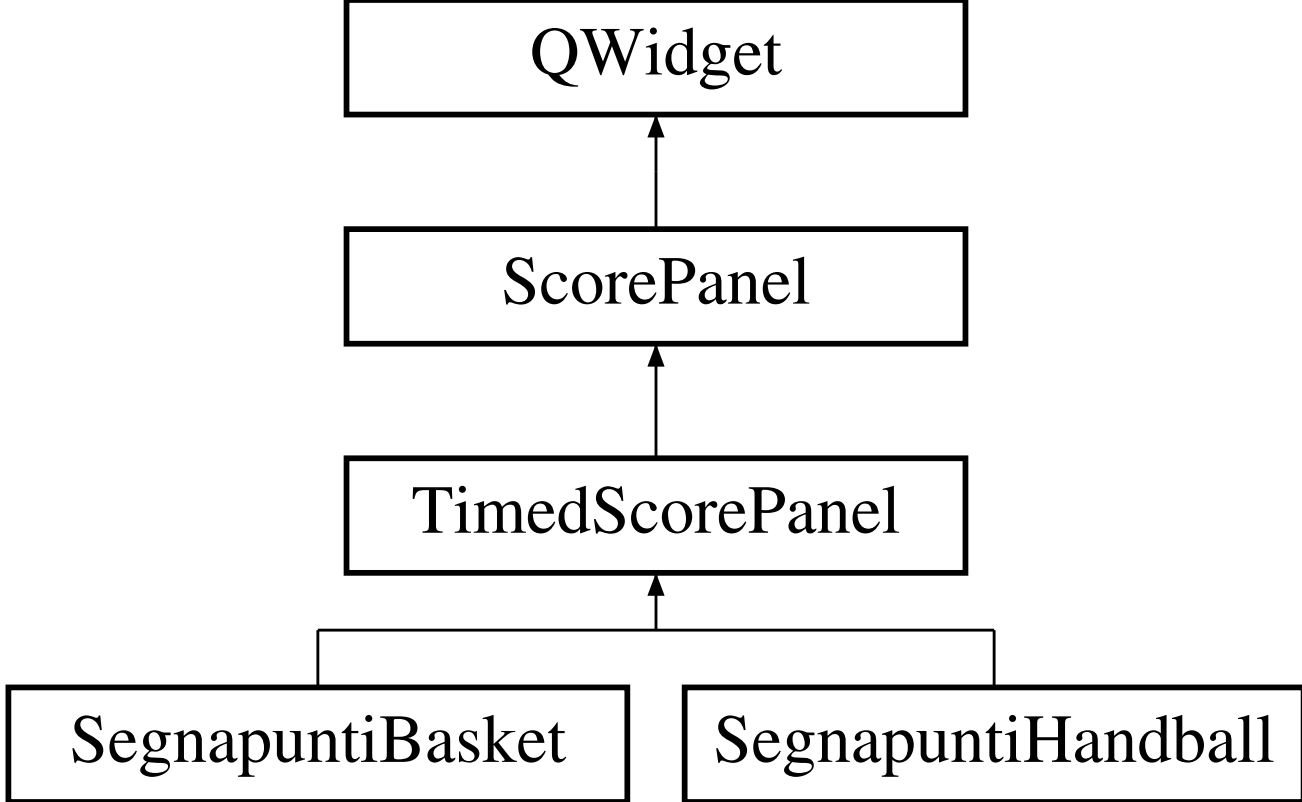 QWidget
ScorePanel
TimedScorePanel
SegnapuntiBasket
SegnapuntiHandball